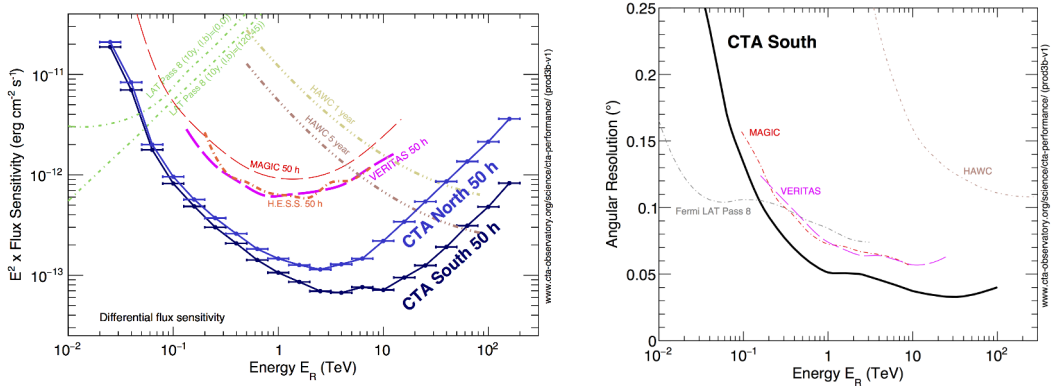 E² x Flux Sensitivity (erg cm⁻² s⁻¹)
10⁻¹¹
10⁻¹²
10⁻¹³
LAT Pass 8 (10y, (l,b)=(0,0))
LAT Pass 8 (10y, (l,b)=(120,45))
HAWC 1 year
HAWC 5 year
MAGIC 50 h
VERITAS 50 h
H.E.S.S. 50 h
CTA North 50 h
CTA South 50 h
Differential flux sensitivity
10⁻² 10⁻¹ 1 10 10²
Energy E_R (TeV)
www.cta-observatory.org/science/cta-performance/ (prod3b-v1)
Angular Resolution (°)
0.25
0.2
0.15
0.1
0.05
0
CTA South
MAGIC
VERITAS
HAWC
Fermi LAT Pass 8
10⁻² 10⁻¹ 1 10 10²
Energy E_R (TeV)
www.cta-observatory.org/science/cta-performance/ (prod3b-v1)